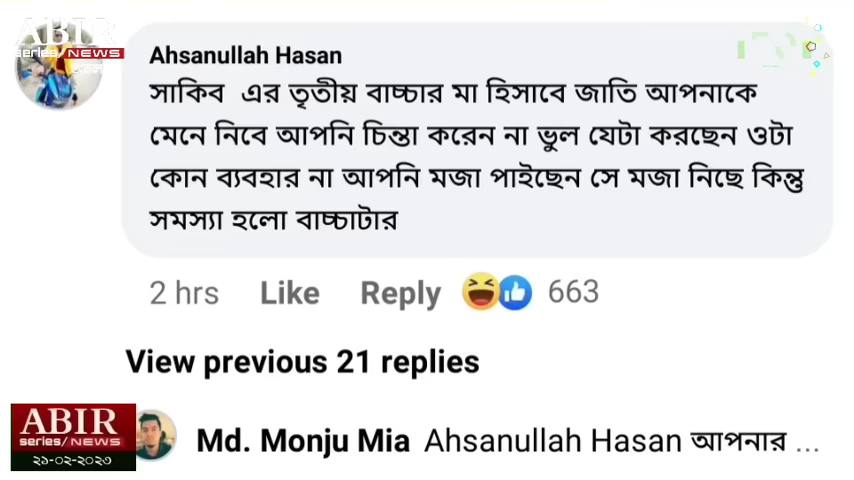 ABIR
series/NEWS
Ahsanullah Hasan
সাকিব এর তৃতীয় বাচ্চার মা হিসাবে জাতি আপনাকে
মেনে নিবে আপনি চিন্তা করেন না ভুল যেটা করছেন ওটা
কোন ব্যবহার না আপনি মজা পাইছেন সে মজা নিছে কিন্তু
সমস্যা হলো বাচ্চাটার
2 hrs Like Reply 663
View previous 21 replies
ABIR
series/NEWS
২১-০২-২০২৩
Md. Monju Mia Ahsanullah Hasan আপনার ...